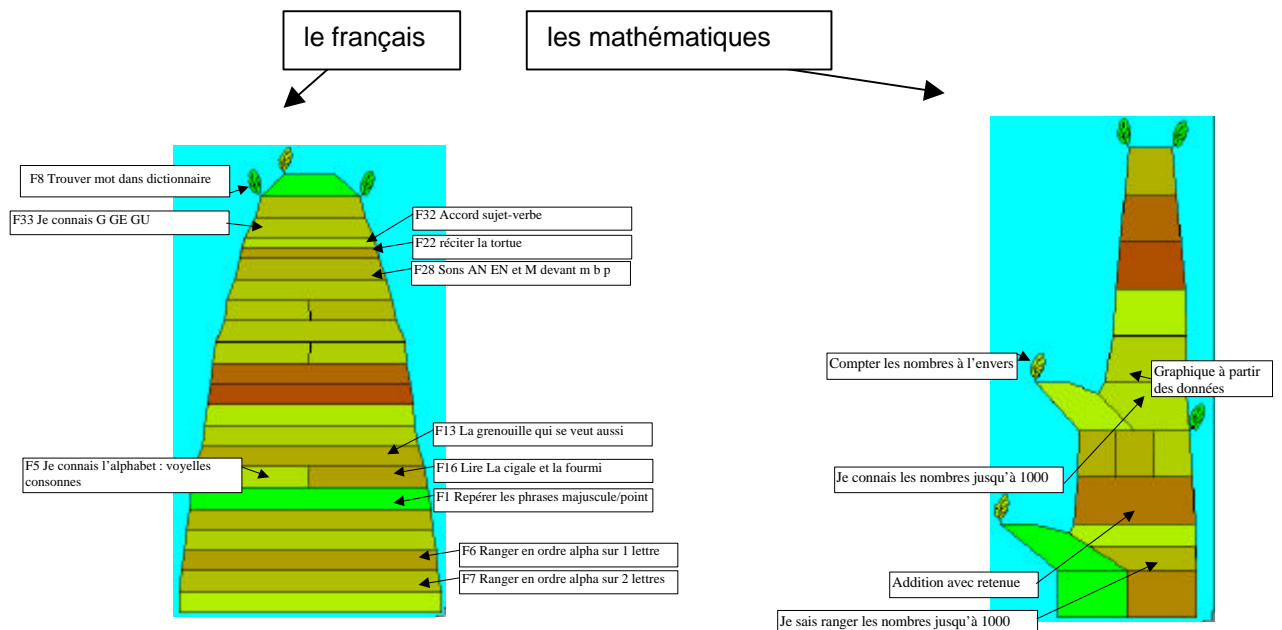 le français
les mathématiques
F8 Trouver mot dans dictionnaire
F33 Je connais G GE GU
F32 Accord sujet-verbe
F22 réciter la tortue
F28 Sons AN EN et M devant m b p
F13 La grenouille qui se veut aussi
F5 Je connais l'alphabet : voyelles
consonnes
F16 Lire La cigale et la fourmi
F1 Repérer les phrases majuscule/point
F6 Ranger en ordre alpha sur 1 lettre
F7 Ranger en ordre alpha sur 2 lettres
Compter les nombres à l'envers
Graphique à partir
des données
Je connais les nombres jusqu'à 1000
Addition avec retenue
Je sais ranger les nombres jusqu'à 1000